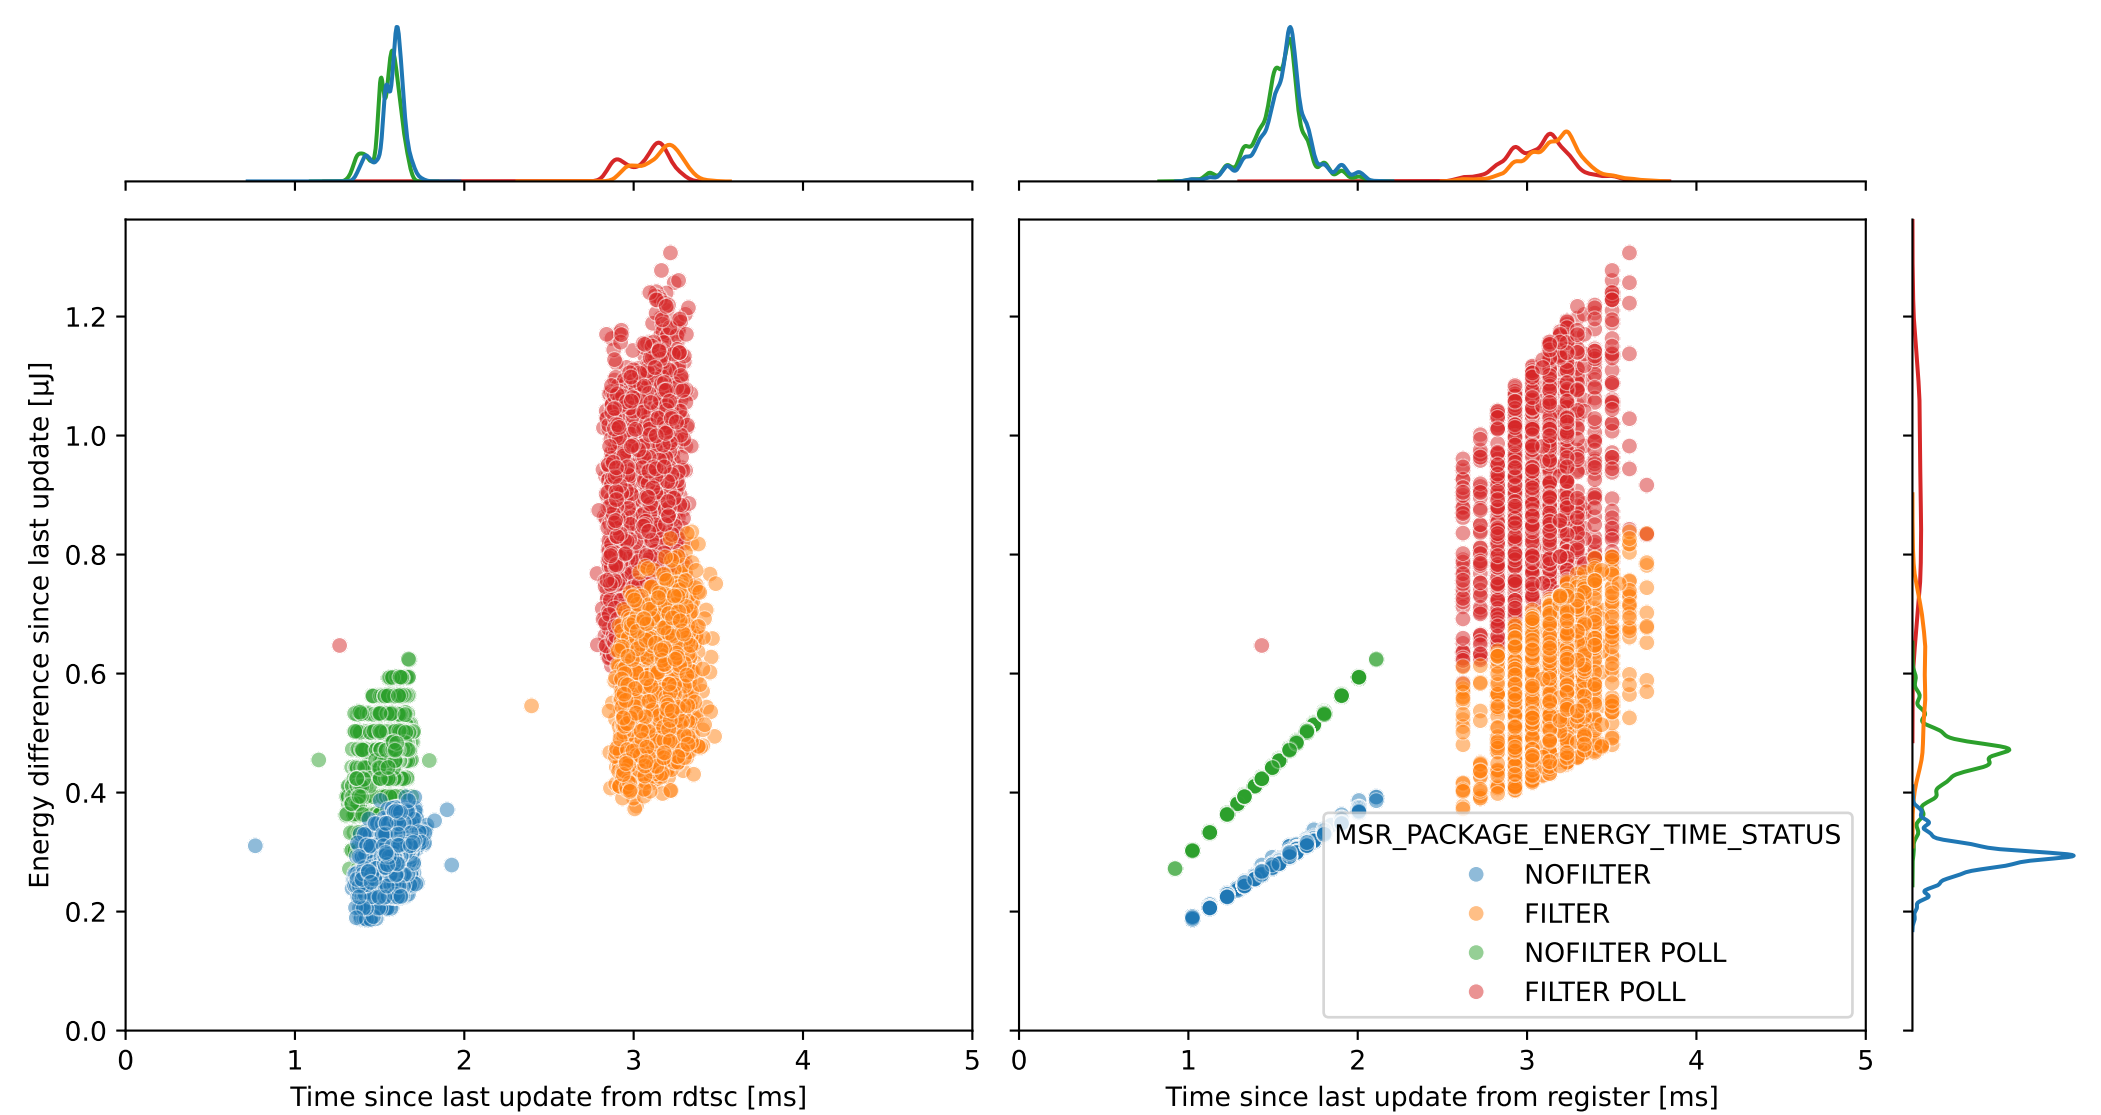 Energy difference since last update [µJ]
1.2
1.0
0.8
0.6
0.4
0.2
0.0
0 1 2 3 4 5
Time since last update from rdtsc [ms]
MSR_PACKAGE_ENERGY_TIME_STATUS
NOFILTER
FILTER
NOFILTER POLL
FILTER POLL
0 1 2 3 4 5
Time since last update from register [ms]